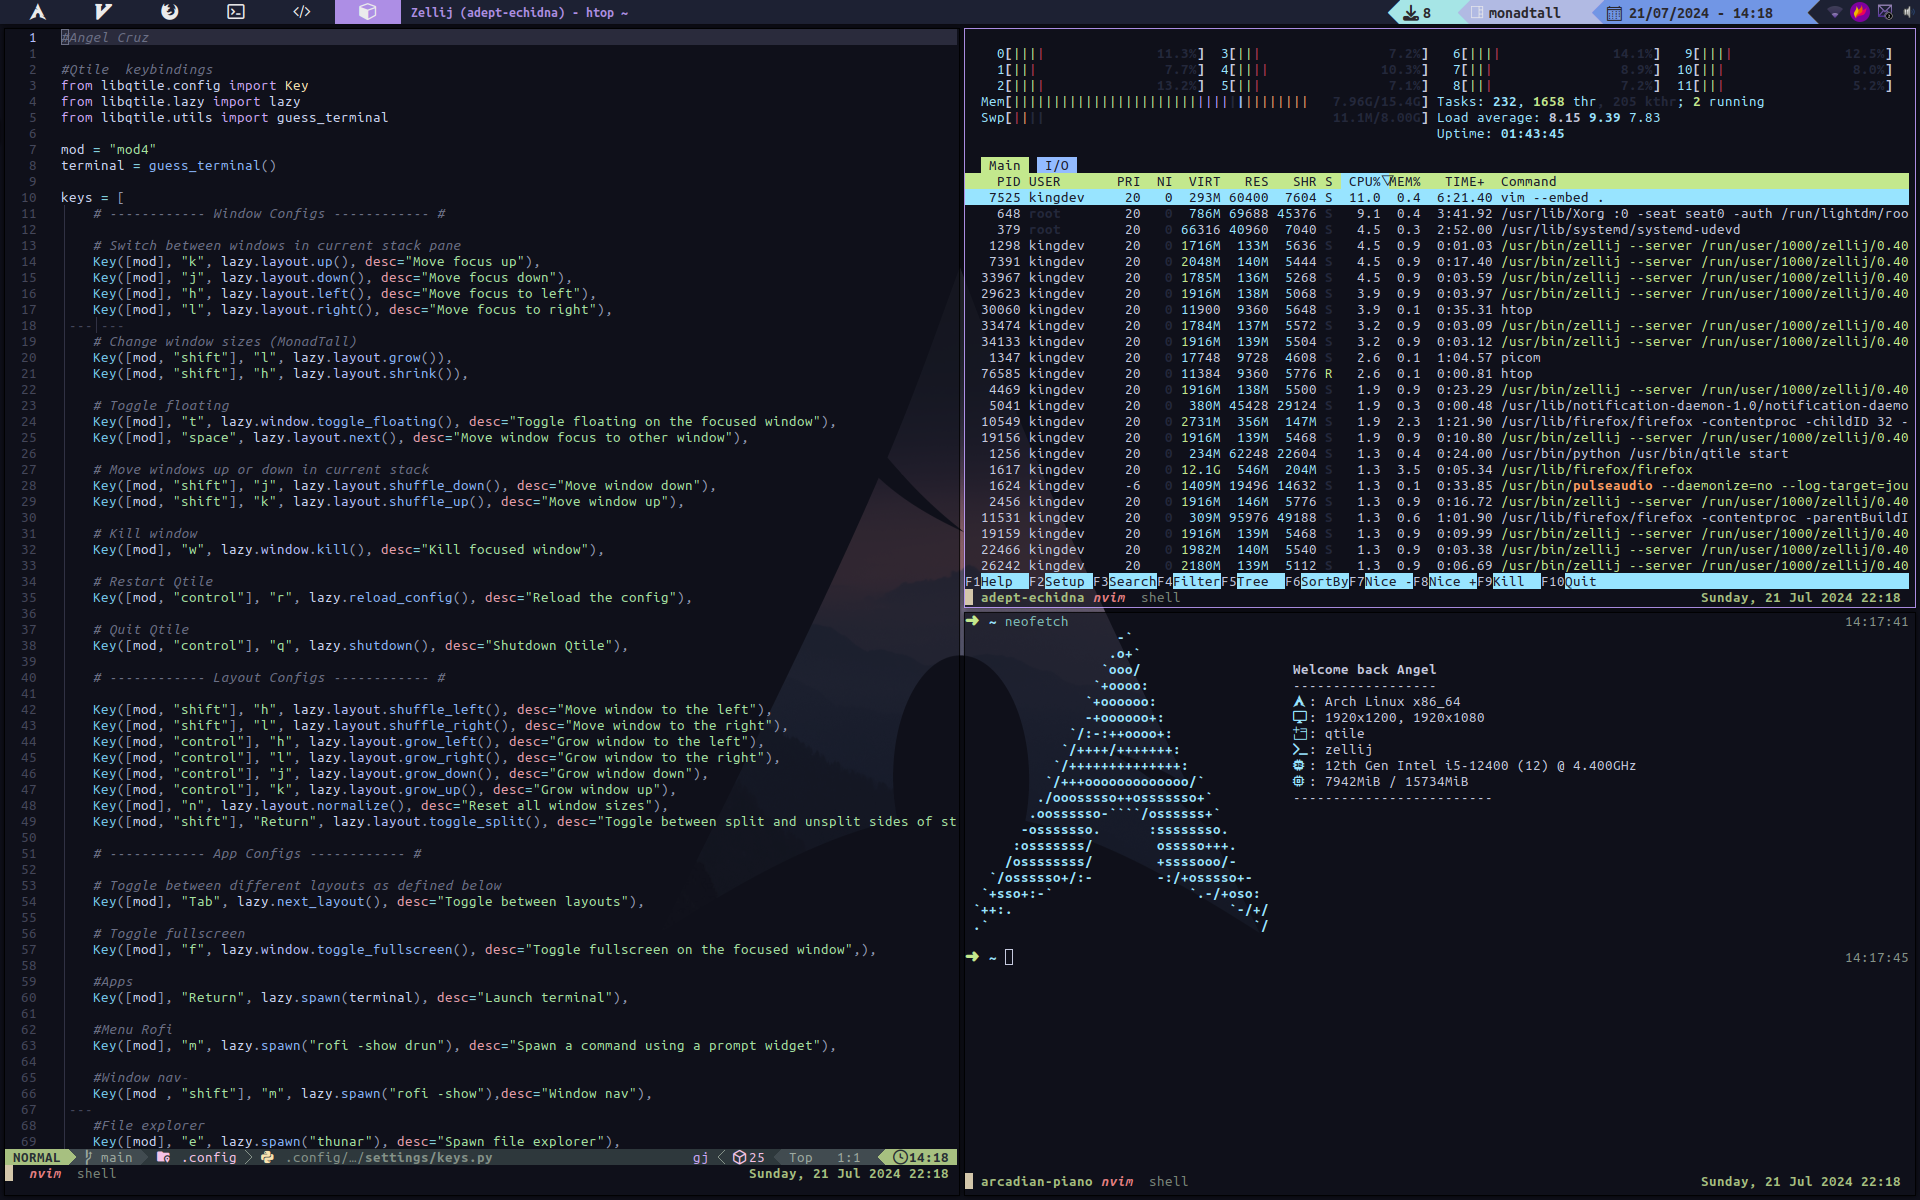 Zellij (adept-echidna) - htop ~
8
monadtall
21/07/2024 - 14:18
1 #Angel Cruz
1
2 #Qtile  keybindings
3 from libqtile.config import Key
4 from libqtile.lazy import lazy
5 from libqtile.utils import guess_terminal
6
7 mod = "mod4"
8 terminal = guess_terminal()
9
10 keys = [
11     # ------------ Window Configs ------------ #
12
13     # Switch between windows in current stack pane
14     Key([mod], "k", lazy.layout.up(), desc="Move focus up"),
15     Key([mod], "j", lazy.layout.down(), desc="Move focus down"),
16     Key([mod], "h", lazy.layout.left(), desc="Move focus to left"),
17     Key([mod], "l", lazy.layout.right(), desc="Move focus to right"),
18  ---|---
19     # Change window sizes (MonadTall)
20     Key([mod, "shift"], "l", lazy.layout.grow()),
21     Key([mod, "shift"], "h", lazy.layout.shrink()),
22
23     # Toggle floating
24     Key([mod], "t", lazy.window.toggle_floating(), desc="Toggle floating on the focused window"),
25     Key([mod], "space", lazy.layout.next(), desc="Move window focus to other window"),
26
27     # Move windows up or down in current stack
28     Key([mod, "shift"], "j", lazy.layout.shuffle_down(), desc="Move window down"),
29     Key([mod, "shift"], "k", lazy.layout.shuffle_up(), desc="Move window up"),
30
31     # Kill window
32     Key([mod], "w", lazy.window.kill(), desc="Kill focused window"),
33
34     # Restart Qtile
35     Key([mod, "control"], "r", lazy.reload_config(), desc="Reload the config"),
36
37     # Quit Qtile
38     Key([mod, "control"], "q", lazy.shutdown(), desc="Shutdown Qtile"),
39
40     # ------------ Layout Configs ------------ #
41
42     Key([mod, "shift"], "h", lazy.layout.shuffle_left(), desc="Move window to the left"),
43     Key([mod, "shift"], "l", lazy.layout.shuffle_right(), desc="Move window to the right"),
44     Key([mod, "control"], "h", lazy.layout.grow_left(), desc="Grow window to the left"),
45     Key([mod, "control"], "l", lazy.layout.grow_right(), desc="Grow window to the right"),
46     Key([mod, "control"], "j", lazy.layout.grow_down(), desc="Grow window down"),
47     Key([mod, "control"], "k", lazy.layout.grow_up(), desc="Grow window up"),
48     Key([mod], "n", lazy.layout.normalize(), desc="Reset all window sizes"),
49     Key([mod, "shift"], "Return", lazy.layout.toggle_split(), desc="Toggle between split and unsplit sides of st
50
51     # ------------ App Configs ------------ #
52
53     # Toggle between different layouts as defined below
54     Key([mod], "Tab", lazy.next_layout(), desc="Toggle between layouts"),
55
56     # Toggle fullscreen
57     Key([mod], "f", lazy.window.toggle_fullscreen(), desc="Toggle fullscreen on the focused window",),
58
59     #Apps
60     Key([mod], "Return", lazy.spawn(terminal), desc="Launch terminal"),
61
62     #Menu Rofi
63     Key([mod], "m", lazy.spawn("rofi -show drun"), desc="Spawn a command using a prompt widget"),
64
65     #Window nav-
66     Key([mod , "shift"], "m", lazy.spawn("rofi -show"),desc="Window nav"),
67  ---
68     #File explorer
69     Key([mod], "e", lazy.spawn("thunar"), desc="Spawn file explorer"),
NORMAL main .config .config/…/settings/keys.py gj 25 Top 1:1 14:18
nvim shell Sunday, 21 Jul 2024 22:18
0[|||| 11.3%] 3[||| 7.2%] 6[|||| 14.1%] 9[|||| 12.5%]
1[||| 7.7%] 4[|||| 10.3%] 7[||| 8.9%] 10[||| 8.0%]
2[|||| 13.2%] 5[||| 7.1%] 8[||| 7.2%] 11[||| 5.2%]
Mem[||||||||||||||||||||||||||||||||||||| 7.96G/15.4G] Tasks: 232, 1658 thr, 205 kthr; 2 running
Swp[|||| 11.1M/8.00G] Load average: 8.15 9.39 7.83
Uptime: 01:43:45
Main I/O
PID USER PRI NI VIRT RES SHR S CPU%▽MEM% TIME+ Command
7525 kingdev 20 0 293M 60400 7604 S 11.0 0.4 6:21.40 vim --embed .
648 root 20 0 786M 69688 45376 S 9.1 0.4 3:41.92 /usr/lib/Xorg :0 -seat seat0 -auth /run/lightdm/roo
379 root 20 0 66316 40960 7040 S 4.5 0.3 2:52.00 /usr/lib/systemd/systemd-udevd
1298 kingdev 20 0 1716M 133M 5636 S 4.5 0.9 0:01.03 /usr/bin/zellij --server /run/user/1000/zellij/0.40
7391 kingdev 20 0 2048M 140M 5444 S 4.5 0.9 0:17.40 /usr/bin/zellij --server /run/user/1000/zellij/0.40
33967 kingdev 20 0 1785M 136M 5268 S 4.5 0.9 0:03.59 /usr/bin/zellij --server /run/user/1000/zellij/0.40
29623 kingdev 20 0 1916M 138M 5068 S 3.9 0.9 0:03.97 /usr/bin/zellij --server /run/user/1000/zellij/0.40
30060 kingdev 20 0 11900 9360 5648 S 3.9 0.1 0:35.31 htop
33474 kingdev 20 0 1784M 137M 5572 S 3.2 0.9 0:03.09 /usr/bin/zellij --server /run/user/1000/zellij/0.40
34133 kingdev 20 0 1916M 139M 5504 S 3.2 0.9 0:03.12 /usr/bin/zellij --server /run/user/1000/zellij/0.40
1347 kingdev 20 0 17748 9728 4608 S 2.6 0.1 1:04.57 picom
76585 kingdev 20 0 11384 9360 5776 R 2.6 0.1 0:00.81 htop
4469 kingdev 20 0 1916M 138M 5500 S 1.9 0.9 0:23.29 /usr/bin/zellij --server /run/user/1000/zellij/0.40
5041 kingdev 20 0 380M 45428 29124 S 1.9 0.3 0:00.48 /usr/lib/notification-daemon-1.0/notification-daemo
10549 kingdev 20 0 2731M 356M 147M S 1.9 2.3 1:21.90 /usr/lib/firefox/firefox -contentproc -childID 32 -
19156 kingdev 20 0 1916M 139M 5468 S 1.9 0.9 0:10.80 /usr/bin/zellij --server /run/user/1000/zellij/0.40
1256 kingdev 20 0 234M 62248 22604 S 1.3 0.4 0:24.00 /usr/bin/python /usr/bin/qtile start
1617 kingdev 20 0 12.1G 546M 204M S 1.3 3.5 0:05.34 /usr/lib/firefox/firefox
1624 kingdev -6 0 1409M 19496 14632 S 1.3 0.1 0:33.85 /usr/bin/pulseaudio --daemonize=no --log-target=jou
2456 kingdev 20 0 1916M 146M 5776 S 1.3 0.9 0:16.72 /usr/bin/zellij --server /run/user/1000/zellij/0.40
11531 kingdev 20 0 309M 95976 49188 S 1.3 0.6 1:01.90 /usr/lib/firefox/firefox -contentproc -parentBuildI
19159 kingdev 20 0 1916M 139M 5468 S 1.3 0.9 0:09.99 /usr/bin/zellij --server /run/user/1000/zellij/0.40
22466 kingdev 20 0 1982M 140M 5540 S 1.3 0.9 0:03.38 /usr/bin/zellij --server /run/user/1000/zellij/0.40
26242 kingdev 20 0 2180M 139M 5112 S 1.3 0.9 0:06.69 /usr/bin/zellij --server /run/user/1000/zellij/0.40
F1Help F2Setup F3SearchF4FilterF5Tree F6SortByF7Nice -F8Nice +F9Kill F10Quit
adept-echidna nvim shell Sunday, 21 Jul 2024 22:18
➜ ~ neofetch 14:17:41
-`
.o+`
`ooo/ Welcome back Angel
`+oooo: ------------------
`+oooooo: : Arch Linux x86_64
-+oooooo+: : 1920x1200, 1920x1080
`/:-:++oooo+: : qtile
`/++++/+++++++: : zellij
`/++++++++++++++: : 12th Gen Intel i5-12400 (12) @ 4.400GHz
`/+++ooooooooooooo/` : 7942MiB / 15734MiB
./ooosssso++osssssso+` -------------------------
.oossssso-````/ossssss+`
-osssssso. :ssssssso.
:osssssss/ osssso+++.
/ossssssss/ +ssssooo/-
`/ossssso+/:- -:/+osssso+-
`+sso+:-` `.-/+oso:
`++:. `-/+/
.` `/
➜ ~ 14:17:45
arcadian-piano nvim shell Sunday, 21 Jul 2024 22:18